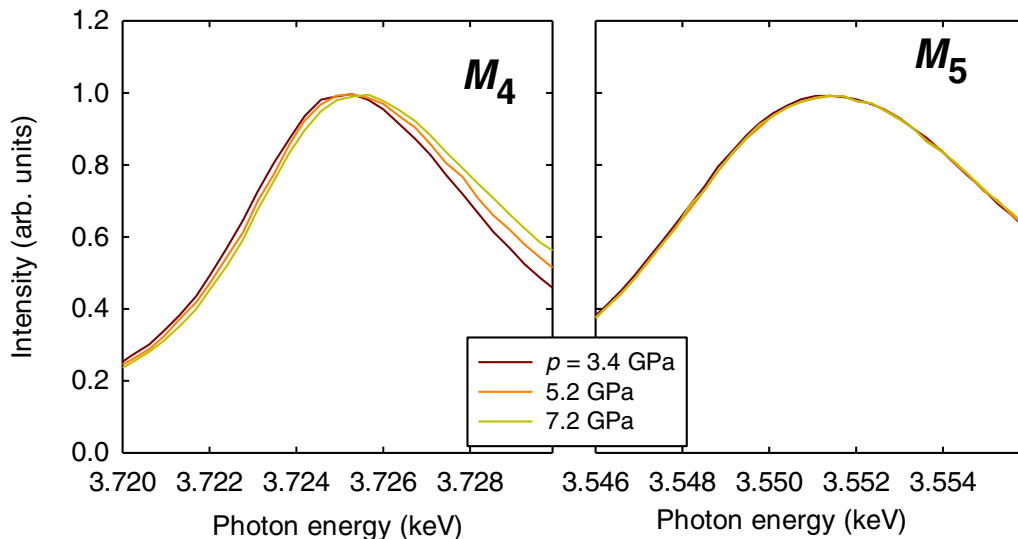 1.2
1.0
0.8
0.6
0.4
0.2
0.0
Intensity (arb. units)
M4
M5
p = 3.4 GPa
5.2 GPa
7.2 GPa
3.720 3.722 3.724 3.726 3.728
3.546 3.548 3.550 3.552 3.554
Photon energy (keV)
Photon energy (keV)